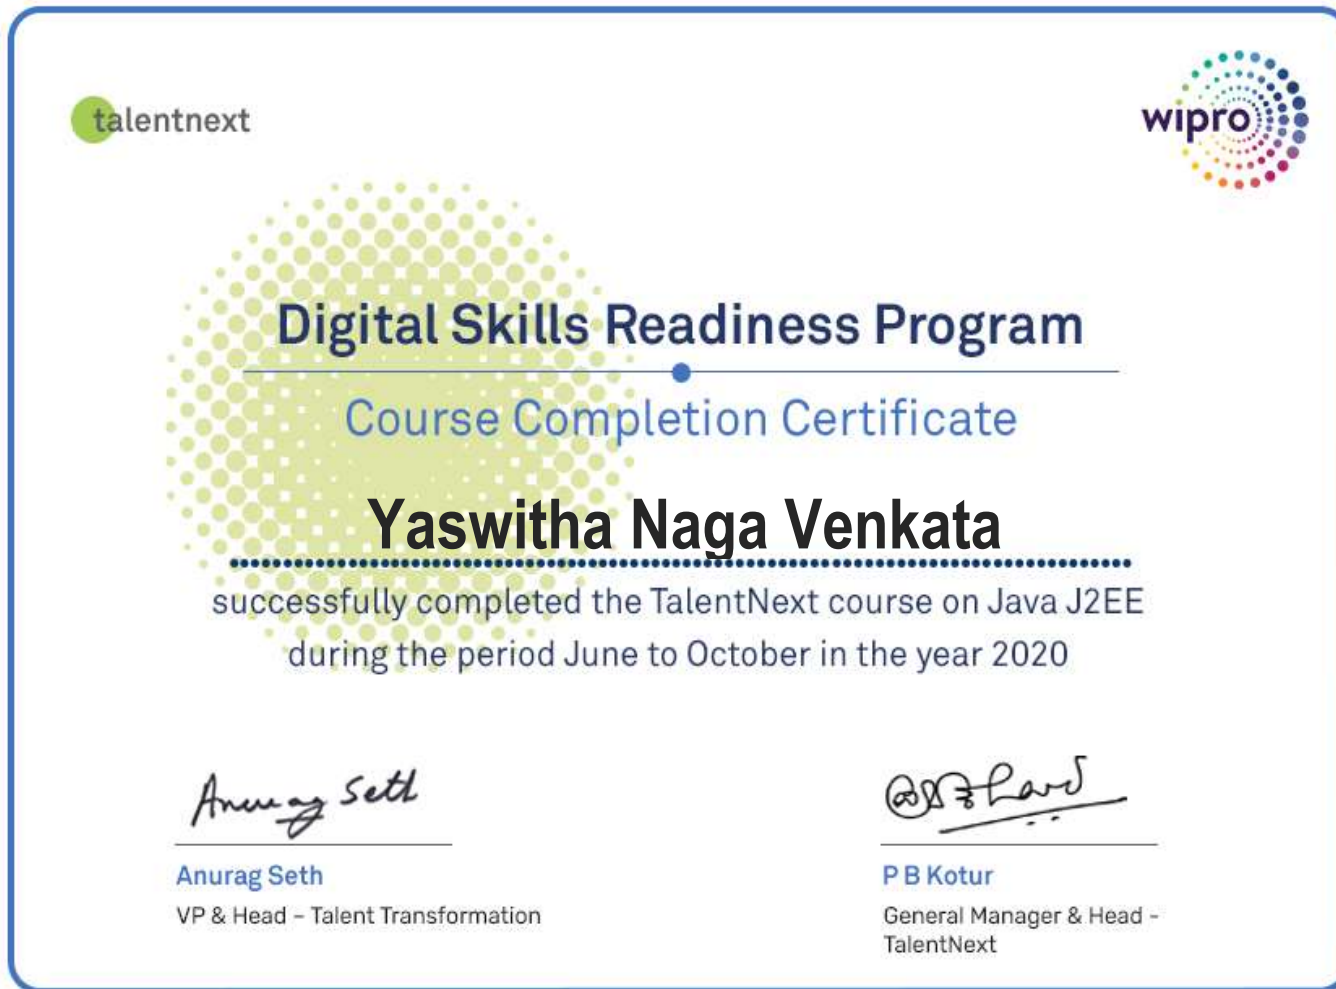 talentnext
wipro
Digital Skills Readiness Program
Course Completion Certificate
Yaswitha Naga Venkata
successfully completed the TalentNext course on Java J2EE
during the period June to October in the year 2020
Anurag Seth
Anurag Seth
VP & Head – Talent Transformation
P B Kotur
General Manager & Head -
TalentNext